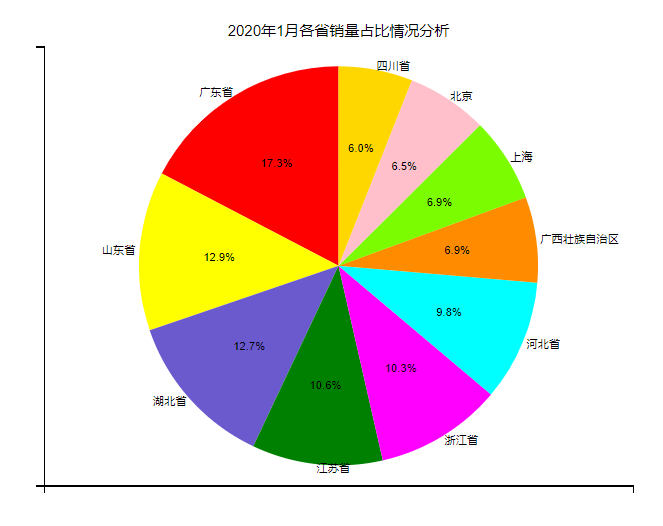 2020年1月各省销量占比情况分析
四川省
北京
广东省
上海
6.0%
17.3%
6.5%
6.9%
广西壮族自治区
山东省
12.9%
6.9%
9.8%
河北省
12.7%
10.3%
10.6%
湖北省
浙江省
江苏省